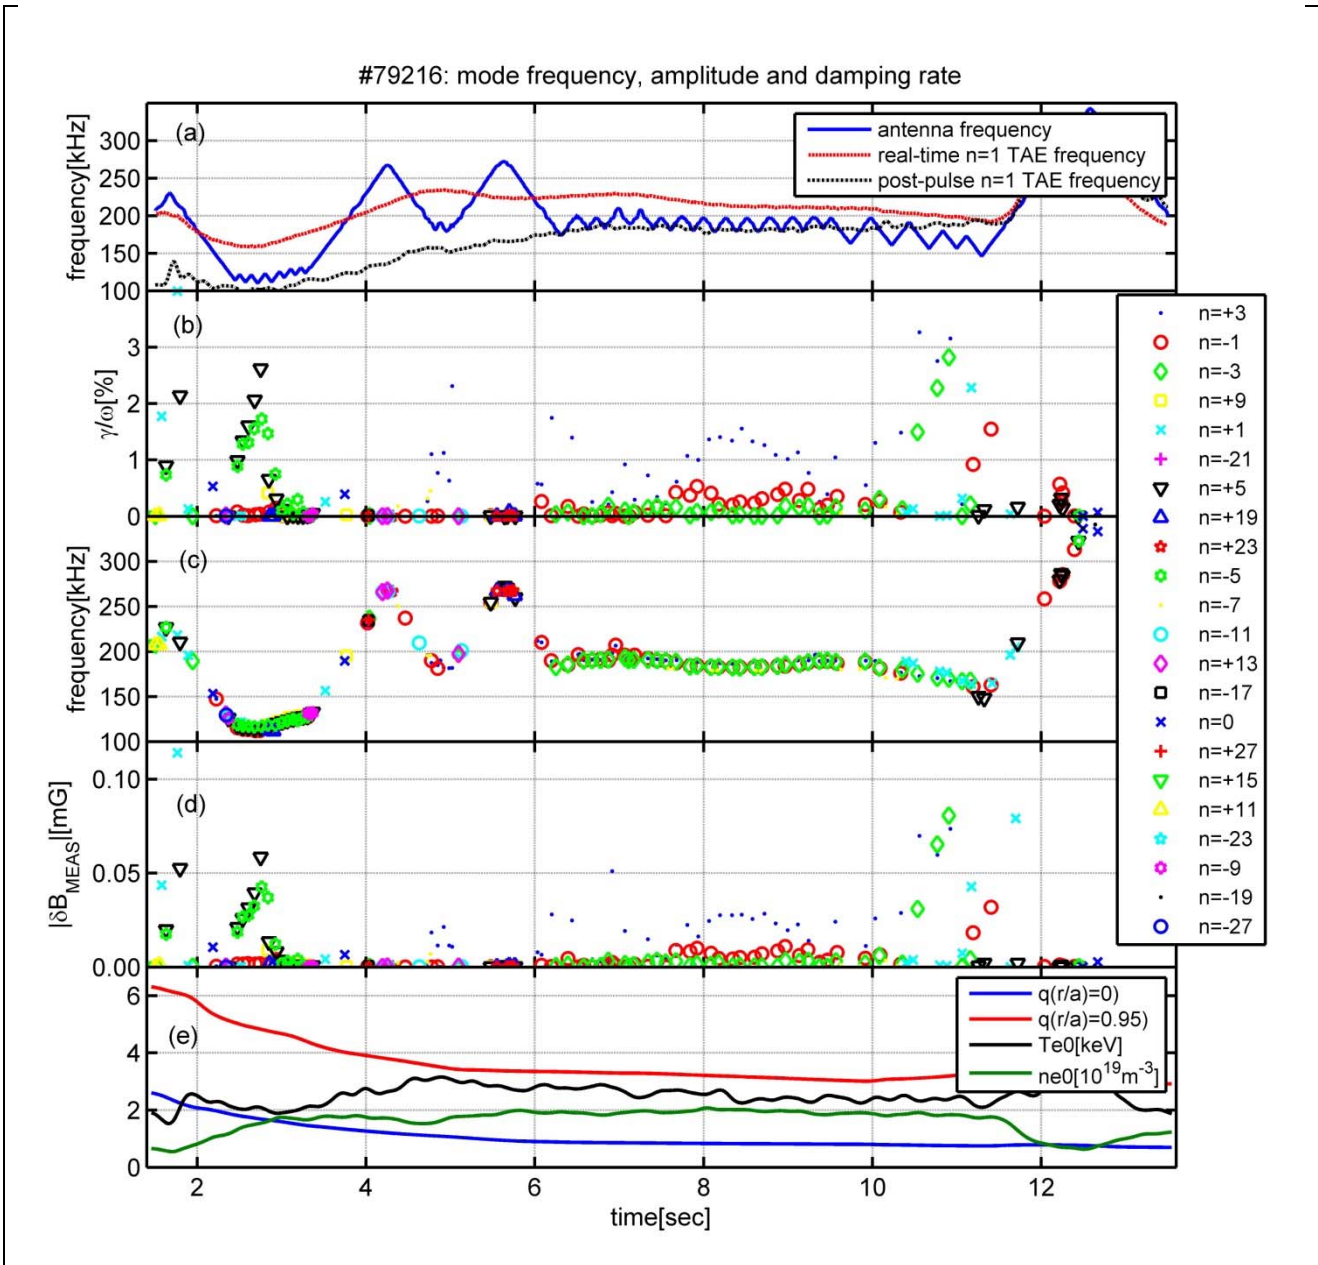 #79216: mode frequency, amplitude and damping rate
(a)
frequency[kHz]
300
250
200
150
100
antenna frequency
real-time n=1 TAE frequency
post-pulse n=1 TAE frequency
(b)
γ/ω[%]
3
2
1
0
n=+3
n=-1
n=-3
n=+9
n=+1
n=-21
n=+5
n=+19
n=+23
n=-5
n=-7
n=-11
n=+13
n=-17
n=0
n=+27
n=+15
n=+11
n=-23
n=-9
n=-19
n=-27
(c)
frequency[kHz]
300
250
200
150
100
(d)
|δB_MEAS|[mG]
0.10
0.05
0.00
(e)
6
4
2
0
q(r/a)=0)
q(r/a)=0.95)
Te0[keV]
ne0[10^19m^-3]
2 4 6 8 10 12
time[sec]